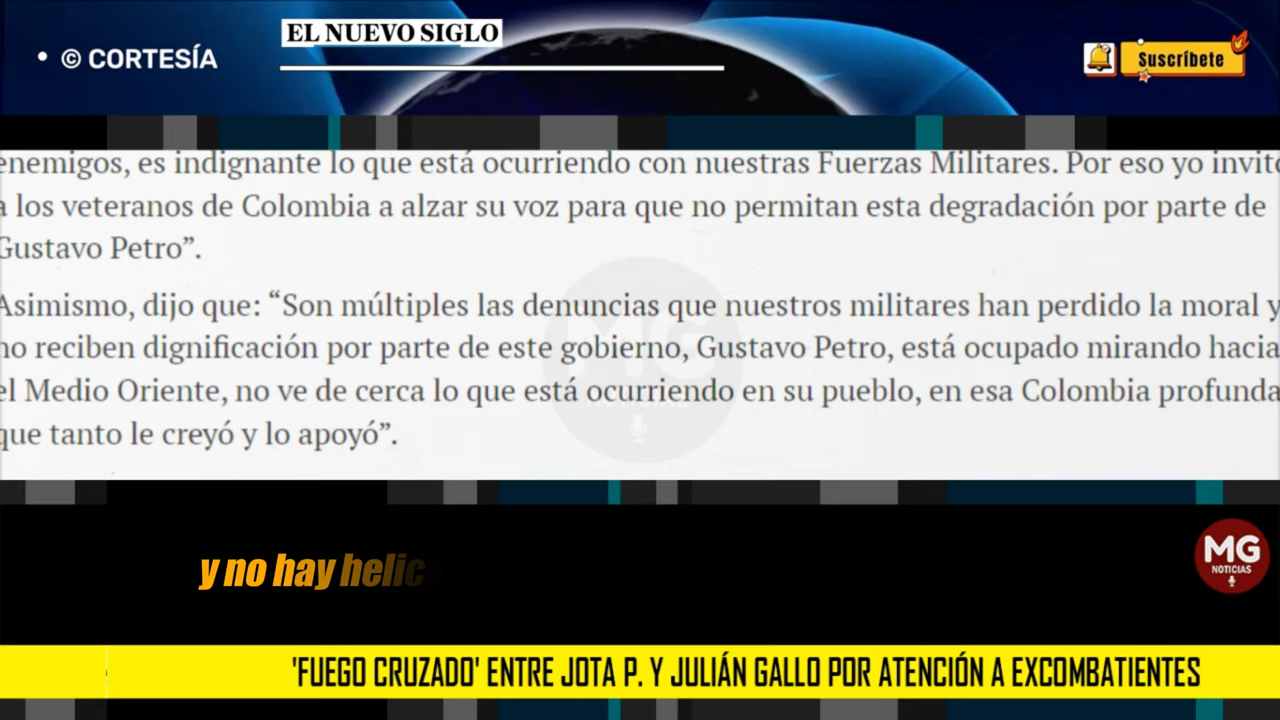 • © CORTESÍA
EL NUEVO SIGLO
Suscríbete
enemigos, es indignante lo que está ocurriendo con nuestras Fuerzas Militares. Por eso yo invito
a los veteranos de Colombia a alzar su voz para que no permitan esta degradación por parte de
Gustavo Petro”.
Asimismo, dijo que: “Son múltiples las denuncias que nuestros militares han perdido la moral y
no reciben dignificación por parte de este gobierno, Gustavo Petro, está ocupado mirando hacia
el Medio Oriente, no ve de cerca lo que está ocurriendo en su pueblo, en esa Colombia profunda
que tanto le creyó y lo apoyó”.
y no hay helic
MG
NOTICIAS
'FUEGO CRUZADO' ENTRE JOTA P. Y JULIÁN GALLO POR ATENCIÓN A EXCOMBATIENTES